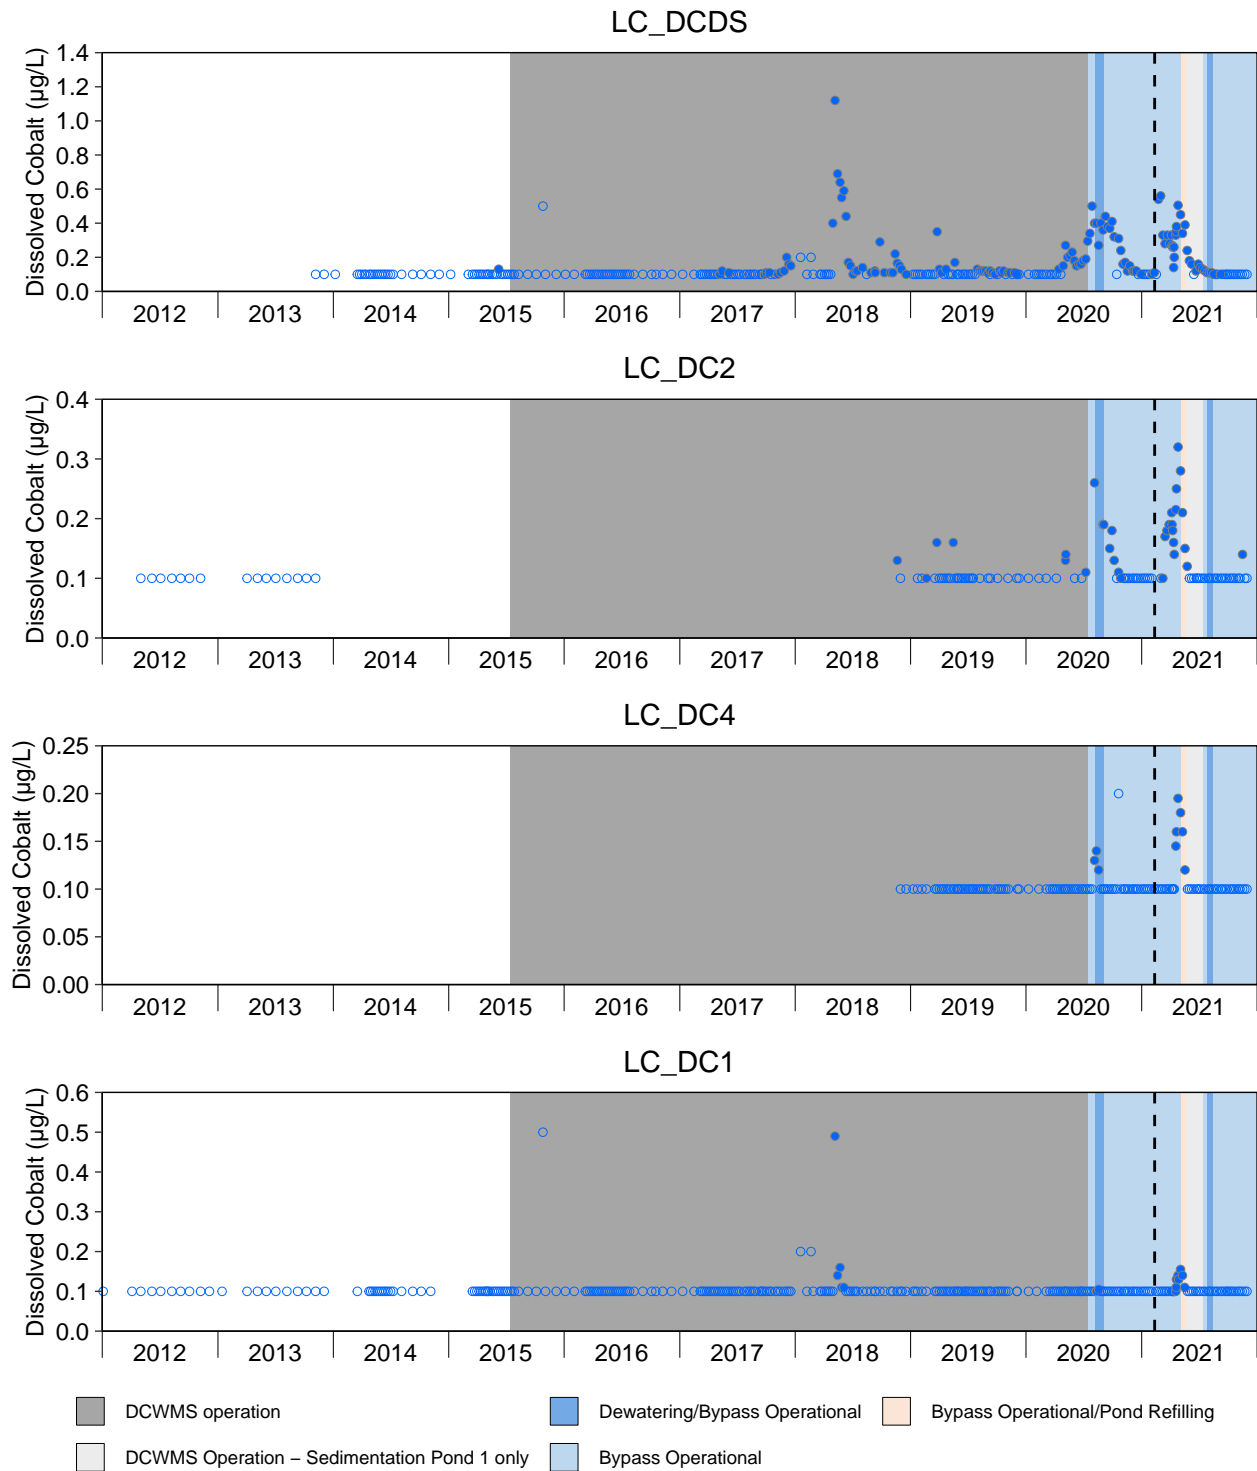 LC_DCDS
Dissolved Cobalt (µg/L)
1.4
1.2
1.0
0.8
0.6
0.4
0.2
0.0
2012 2013 2014 2015 2016 2017 2018 2019 2020 2021
LC_DC2
Dissolved Cobalt (µg/L)
0.4
0.3
0.2
0.1
0.0
2012 2013 2014 2015 2016 2017 2018 2019 2020 2021
LC_DC4
Dissolved Cobalt (µg/L)
0.25
0.20
0.15
0.10
0.05
0.00
2012 2013 2014 2015 2016 2017 2018 2019 2020 2021
LC_DC1
Dissolved Cobalt (µg/L)
0.6
0.5
0.4
0.3
0.2
0.1
0.0
2012 2013 2014 2015 2016 2017 2018 2019 2020 2021
DCWMS operation
Dewatering/Bypass Operational
Bypass Operational/Pond Refilling
DCWMS Operation – Sedimentation Pond 1 only
Bypass Operational